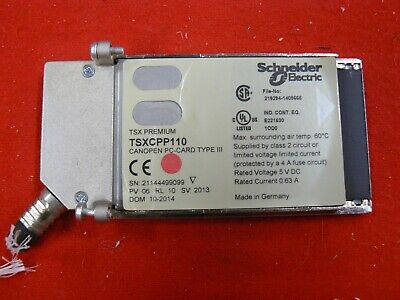 Schneider
Electric
File-No:
219294-1409666
IND. CONT. EQ.
E221630
LISTED 1OD0
TSX PREMIUM
TSXCPP110
CANOPEN PC-CARD TYPE III
Max. surrounding air temp. 60°C
Supplied by class 2 circuit or
limited voltage limited current
(protected by a 4 A fuse circuit)
Rated Voltage 5 V DC
Rated Current 0.63 A
SN: 21144499099
PV: 06 RL: 10 SV: 2013
DOM: 10-2014
Made in Germany